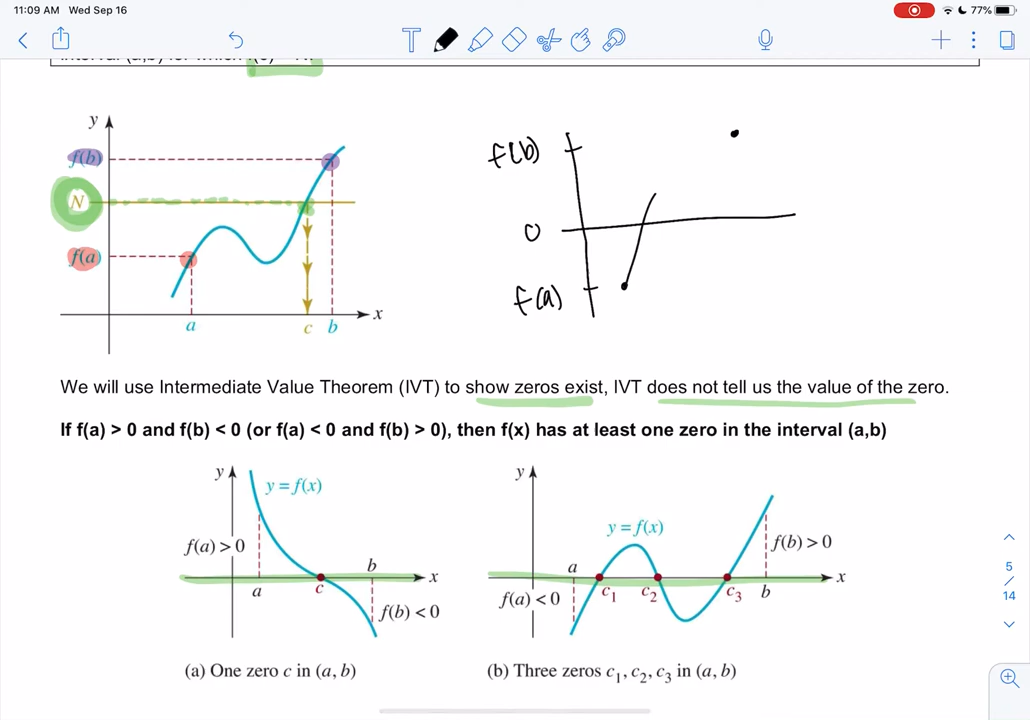 11:09 AM Wed Sep 16
77%
T
y
f(b)
N
f(a)
a
c
b
x
f(b)
0
f(a)
We will use Intermediate Value Theorem (IVT) to show zeros exist, IVT does not tell us the value of the zero.
If f(a) > 0 and f(b) < 0 (or f(a) < 0 and f(b) > 0), then f(x) has at least one zero in the interval (a,b)
y
y = f(x)
f(a) > 0
b
x
a
c
f(b) < 0
(a) One zero c in (a, b)
y
y = f(x)
f(b) > 0
a
x
f(a) < 0
c1
c2
c3
b
(b) Three zeros c1, c2, c3 in (a, b)
5
/
14